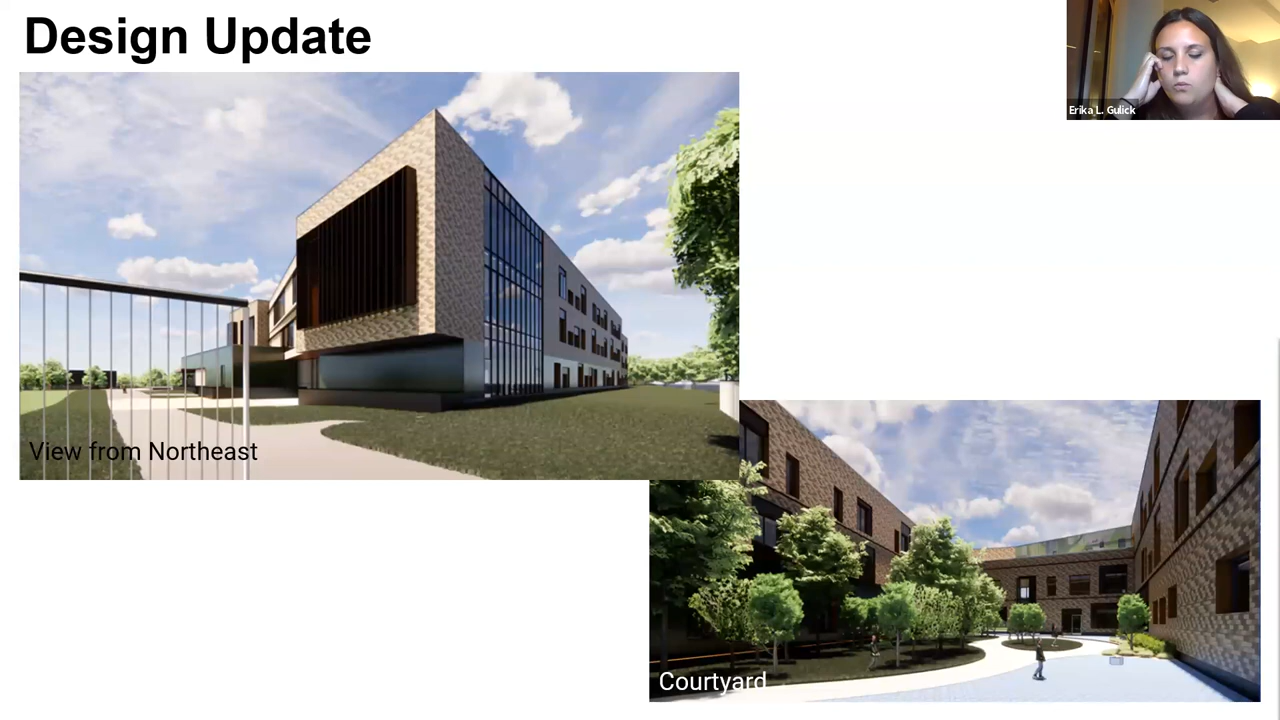 Design Update
Erika L. Gulick
View from Northeast
Courtyard